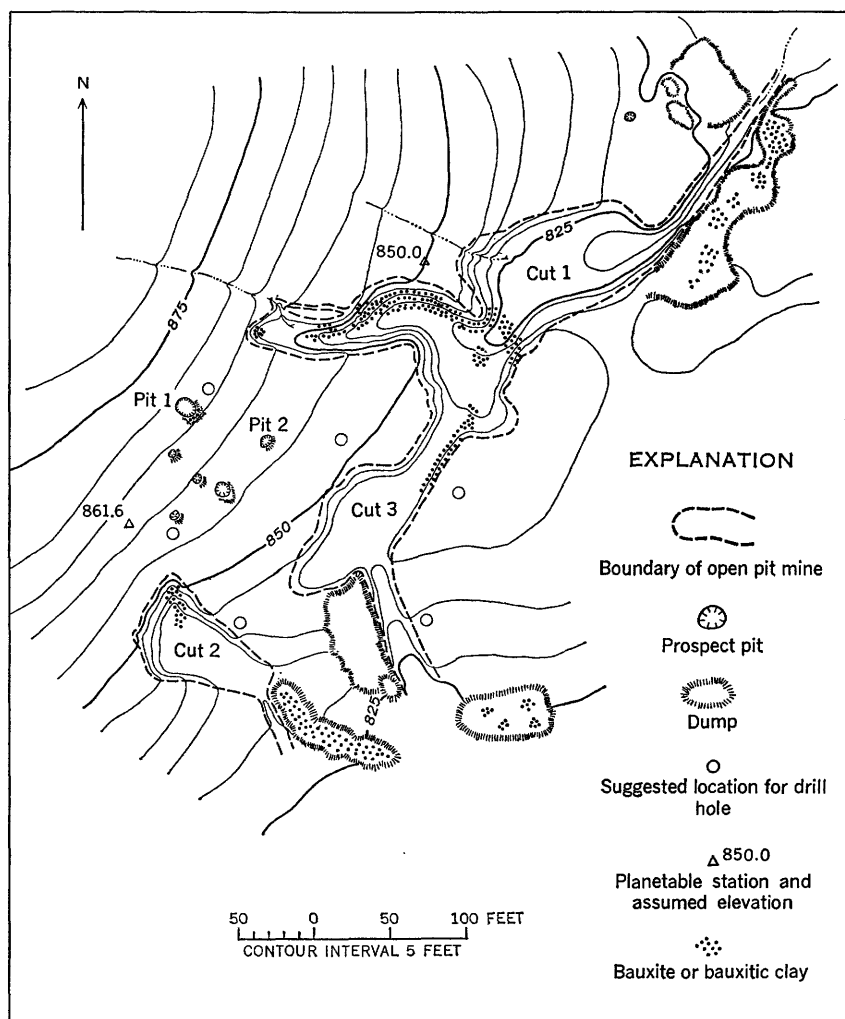 N
850.0
825
Cut 1
875
Pit 1
Pit 2
861.6
850
Cut 3
Cut 2
825
EXPLANATION
Boundary of open pit mine
Prospect pit
Dump
Suggested location for drill
hole
850.0
Planetable station and
assumed elevation
Bauxite or bauxitic clay
50 0 50 100 FEET
CONTOUR INTERVAL 5 FEET